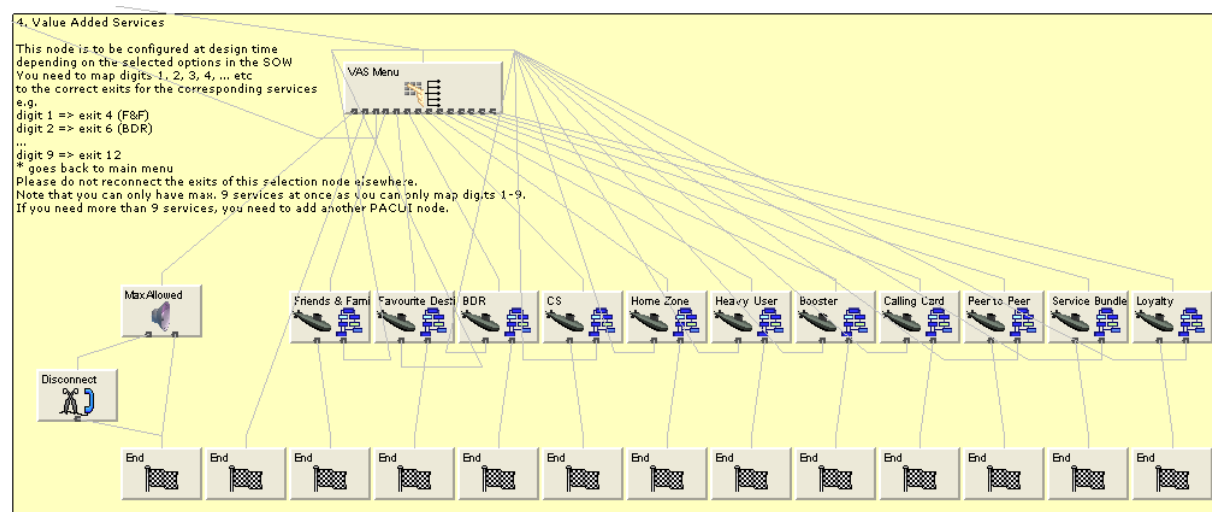 4. Value Added Services
This node is to be configured at design time
depending on the selected options in the SOW
You need to map digits 1, 2, 3, 4, ... etc
to the correct exits for the corresponding services
e.g.
digit 1 => exit 4 (F&F)
digit 2 => exit 6 (BDR)
...
digit 9 => exit 12
* goes back to main menu
Please do not reconnect the exits of this selection node elsewhere.
Note that you can only have max. 9 services at once as you can only map digits 1-9.
If you need more than 9 services, you need to add another PACUI node.
VAS Menu
MaxAllowed
Friends & Fami
Favourite Desti
BDR
CS
Home Zone
Heavy User
Booster
Calling Card
Peer to Peer
Service Bundle
Loyalty
Disconnect
End
End
End
End
End
End
End
End
End
End
End
End
End